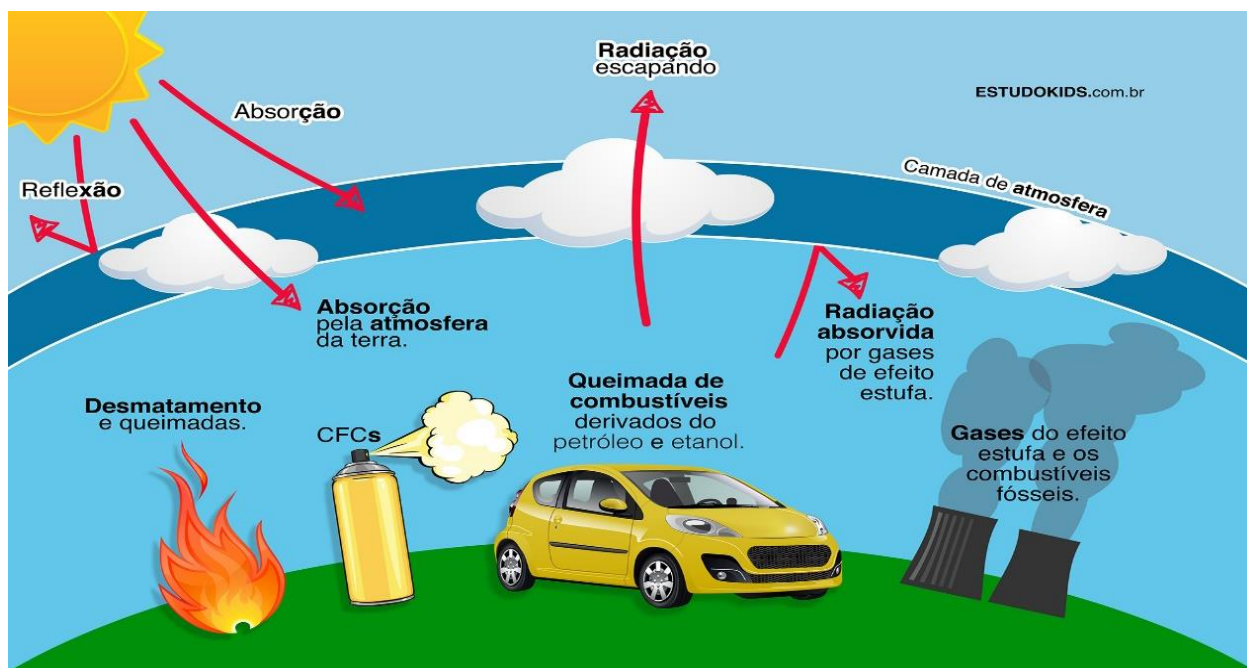 Radiação
escapando
ESTUDOKIDS.com.br
Absorção
Reflexão
Camada de atmosfera
Absorção
pela atmosfera
da terra.
Radiação
absorvida
por gases
de efeito
estufa.
Desmatamento
e queimadas.
CFCs
Queimada de
combustíveis
derivados do
petróleo e etanol.
Gases do efeito
estufa e os
combustíveis
fósseis.